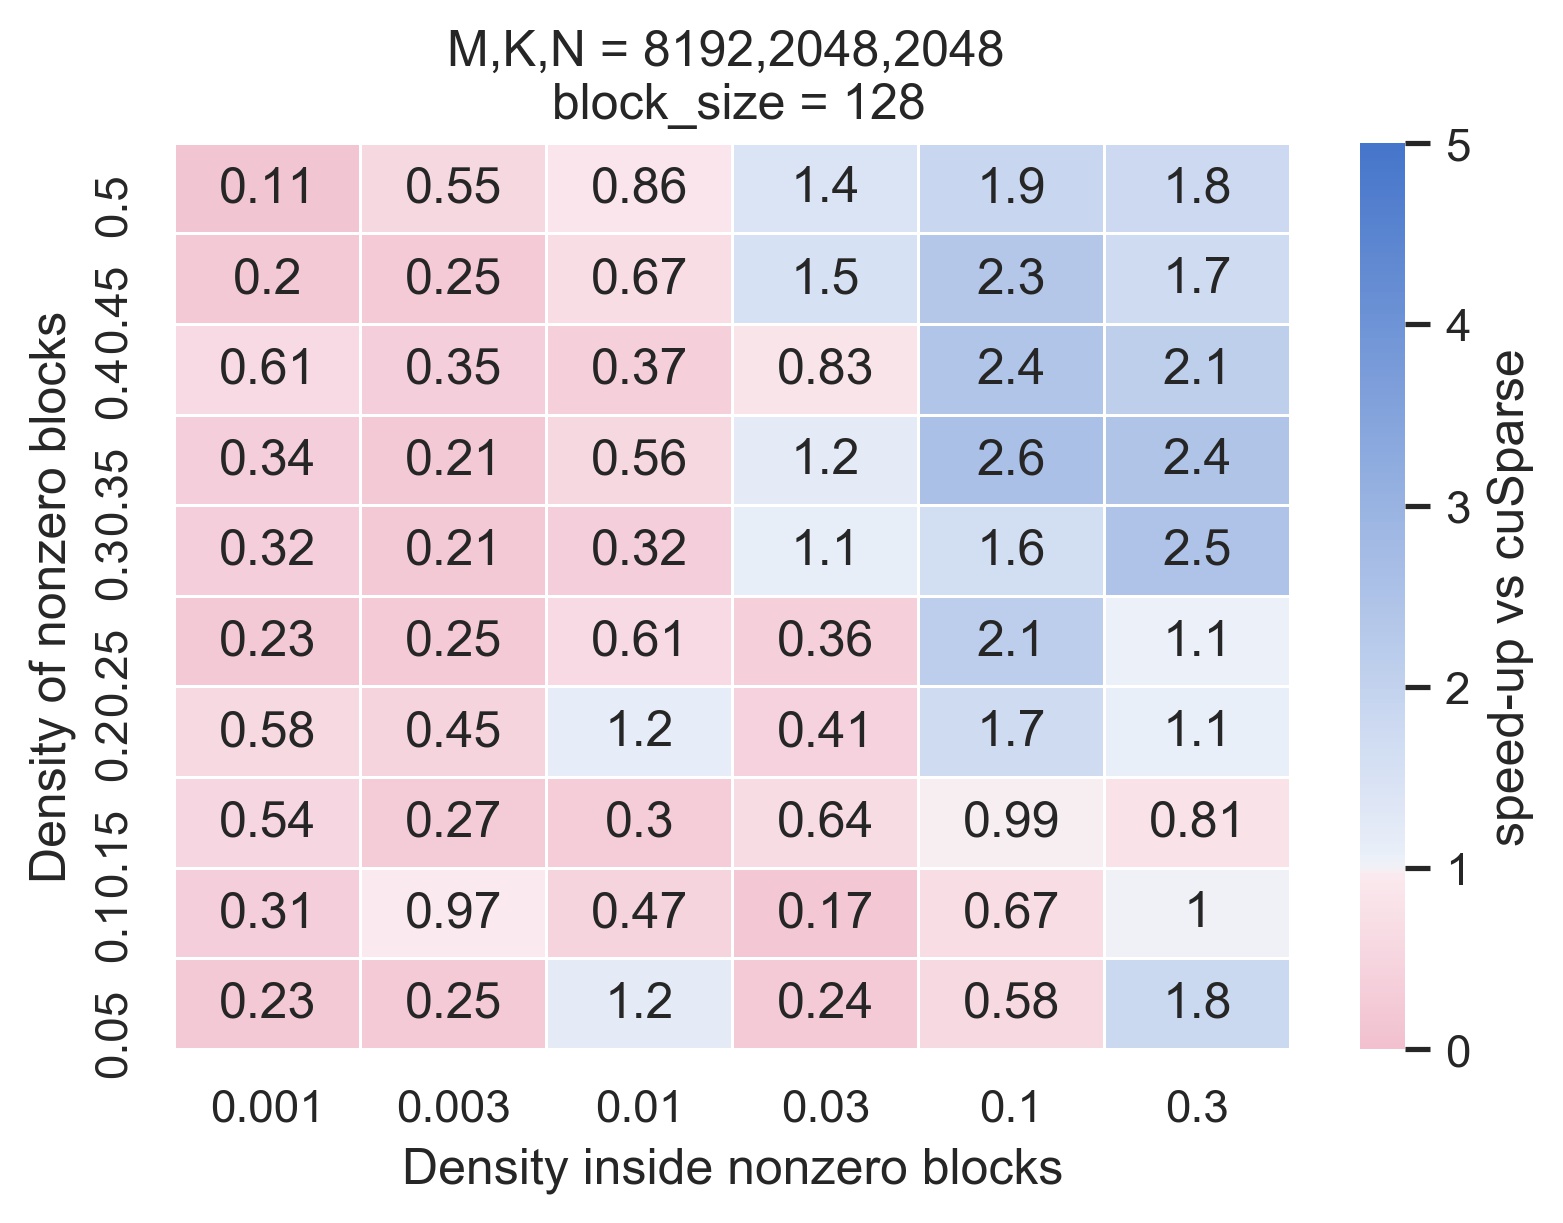 M,K,N = 8192,2048,2048
block_size = 128
Density of nonzero blocks
0.5 0.11 0.55 0.86 1.4 1.9 1.8
0.45 0.2 0.25 0.67 1.5 2.3 1.7
0.4 0.61 0.35 0.37 0.83 2.4 2.1
0.35 0.34 0.21 0.56 1.2 2.6 2.4
0.30 0.32 0.21 0.32 1.1 1.6 2.5
0.25 0.23 0.25 0.61 0.36 2.1 1.1
0.20 0.58 0.45 1.2 0.41 1.7 1.1
0.15 0.54 0.27 0.3 0.64 0.99 0.81
0.10 0.31 0.97 0.47 0.17 0.67 1
0.05 0.23 0.25 1.2 0.24 0.58 1.8
0.001 0.003 0.01 0.03 0.1 0.3
Density inside nonzero blocks
5
4
3
2
1
0
speed-up vs cuSparse